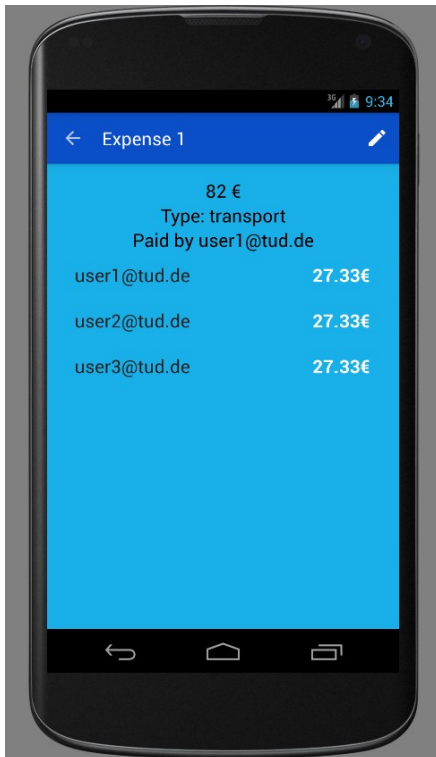 3G 9:34
Expense 1
82 €
Type: transport
Paid by user1@tud.de
user1@tud.de 27.33€
user2@tud.de 27.33€
user3@tud.de 27.33€